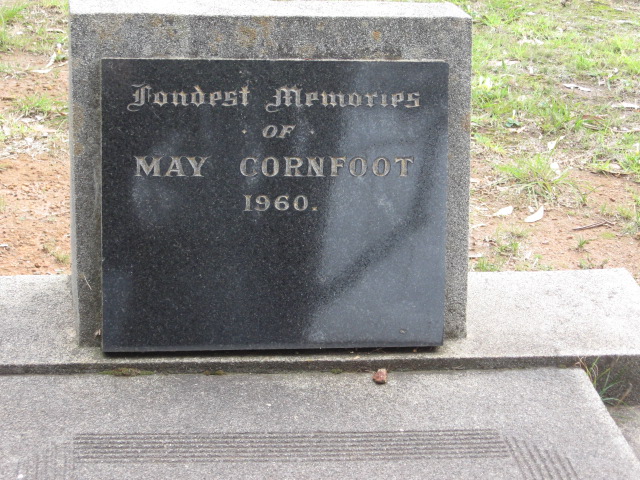 Fondest Memories
· OF ·
MAY CORNFOOT
1960.